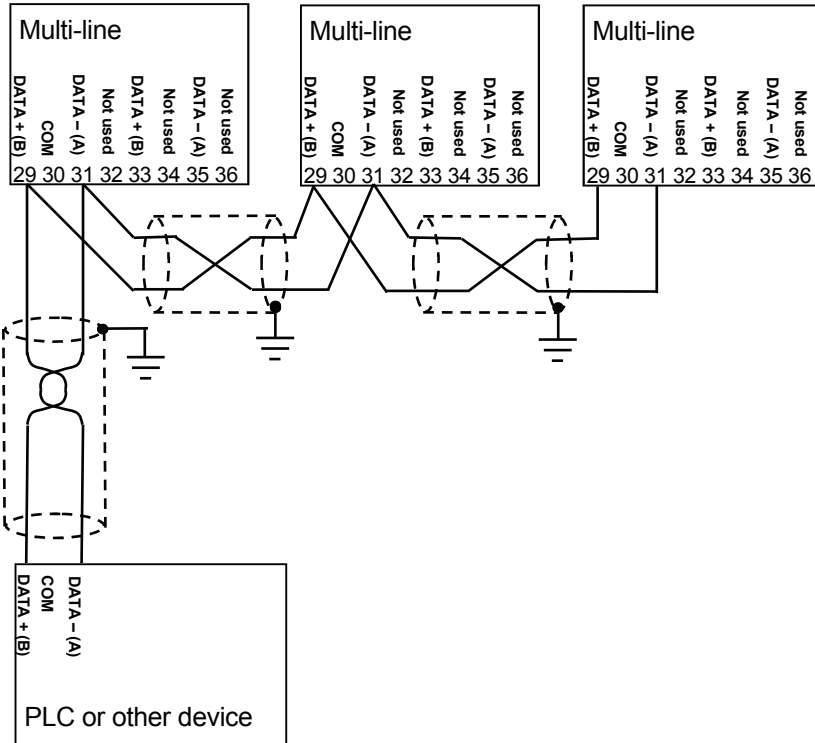 Multi-line
DATA + (B)
COM
DATA – (A)
Not used
DATA + (B)
Not used
DATA – (A)
Not used
29 30 31 32 33 34 35 36
Multi-line
DATA + (B)
COM
DATA – (A)
Not used
DATA + (B)
Not used
DATA – (A)
Not used
29 30 31 32 33 34 35 36
Multi-line
DATA + (B)
COM
DATA – (A)
Not used
DATA + (B)
Not used
DATA – (A)
Not used
29 30 31 32 33 34 35 36
DATA + (B)
COM
DATA – (A)
PLC or other device